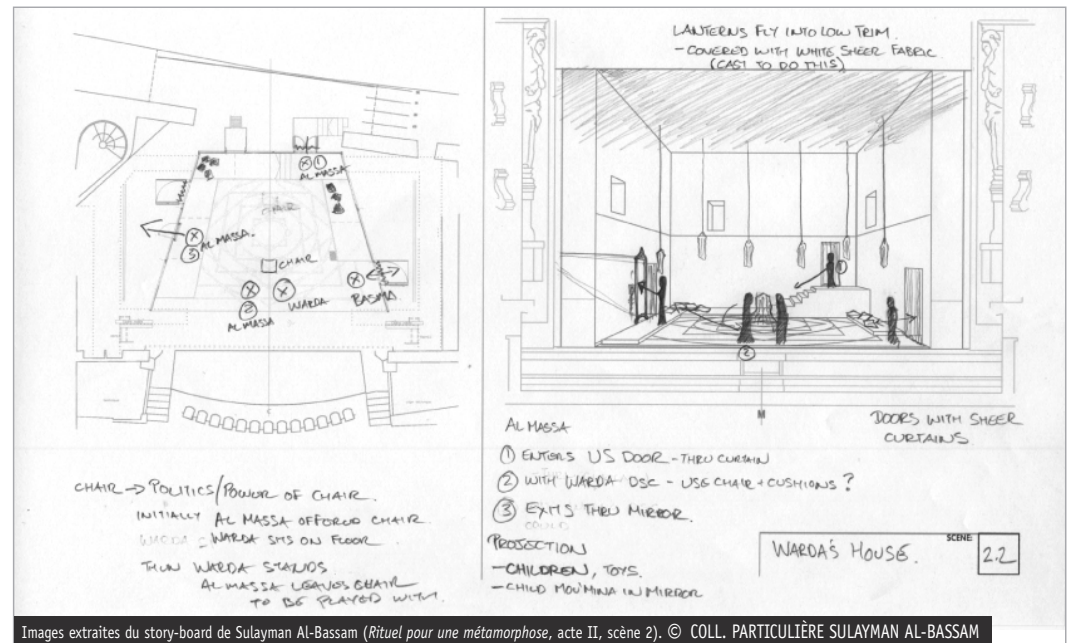 AL MASSA
CHAIR
AL MASSA.
CHAIR
WARDA
BASIMA
AL MASSA
CHAIR → POLITICS/POWER OF CHAIR.
INITIALLY AL MASSA OFFERED CHAIR.
WARDA SITS ON FLOOR
THEN WARDA STANDS
AL MASSA LEAVES CHAIR
TO BE PLAYED WITH.
LANTERNS FLY INTO LOW TRIM.
- COVERED WITH WHITE SHEER FABRIC
(CAST TO DO THIS)
DOORS WITH SHEER
CURTAINS
AL MASSA
① ENTERS US DOOR - THRU CURTAIN
② WITH WARDA DSC - USE CHAIR + CUSHIONS?
③ EXITS THRU MIRROR.
PROJECTION
- CHILDREN, TOYS.
- CHILD MOU'MINA IN MIRROR
WARDA'S HOUSE.
SCENE
2.2
Images extraites du story-board de Sulayman Al-Bassam (Rituel pour une métamorphose, acte II, scène 2). © COLL. PARTICULIÈRE SULAYMAN AL-BASSAM